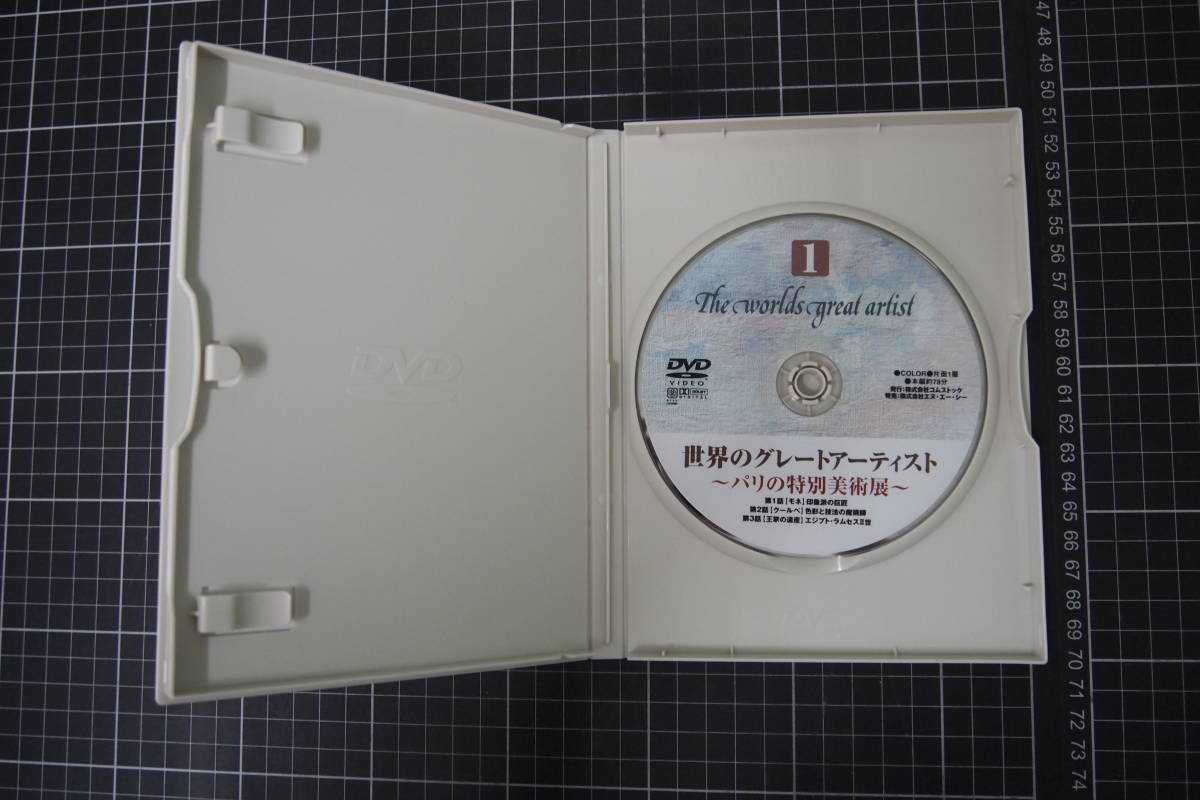 1
The worlds great artist
DVD
VIDEO
DOLBY
DIGITAL
●COLOR●片面1層
●本編約78分
発行:株式会社コムストック
発売:株式会社エヌ・エー・シー
世界のグレートアーティスト
～パリの特別美術展～
第1話[モネ]印象派の巨匠
第2話[クールベ]色彩と技法の魔術師
第3話[王家の遺産]エジプト・ラムセスII世
DVD
47
48
49
50
51
52
53
54
55
56
57
58
59
60
61
62
63
64
65
66
67
68
69
70
71
72
73
74